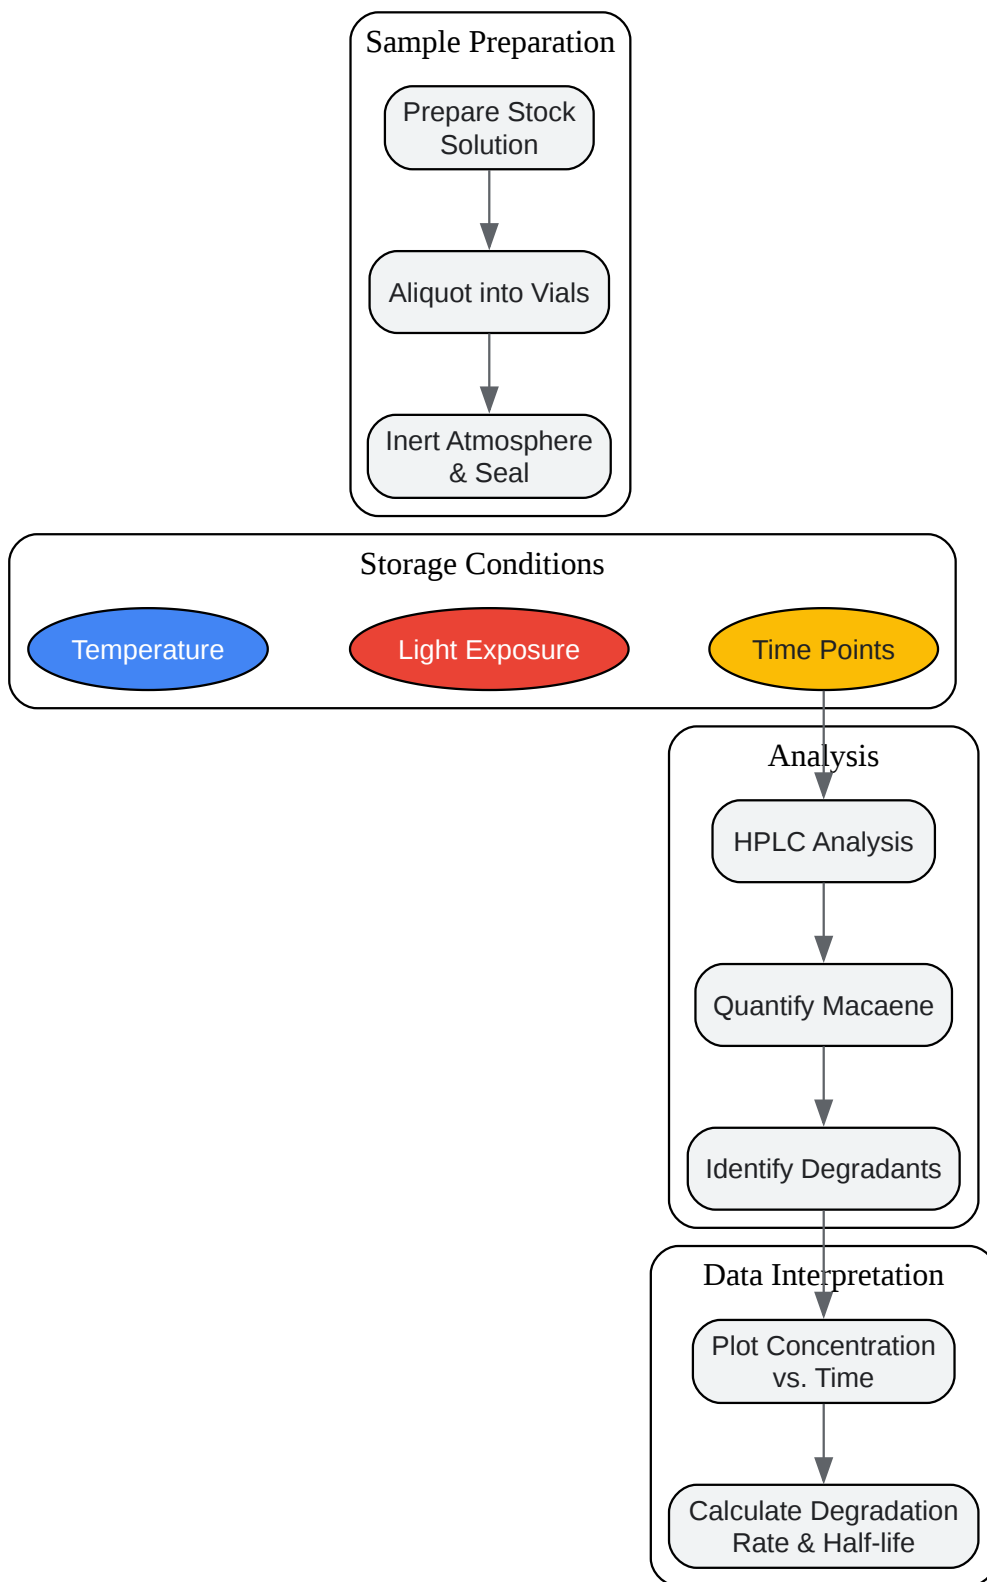 Sample Preparation
Prepare Stock
Solution
Aliquot into Vials
Inert Atmosphere
& Seal
Storage Conditions
Temperature
Light Exposure
Time Points
Analysis
HPLC Analysis
Quantify Macaene
Identify Degradants
Data Interpretation
Plot Concentration
vs. Time
Calculate Degradation
Rate & Half-life